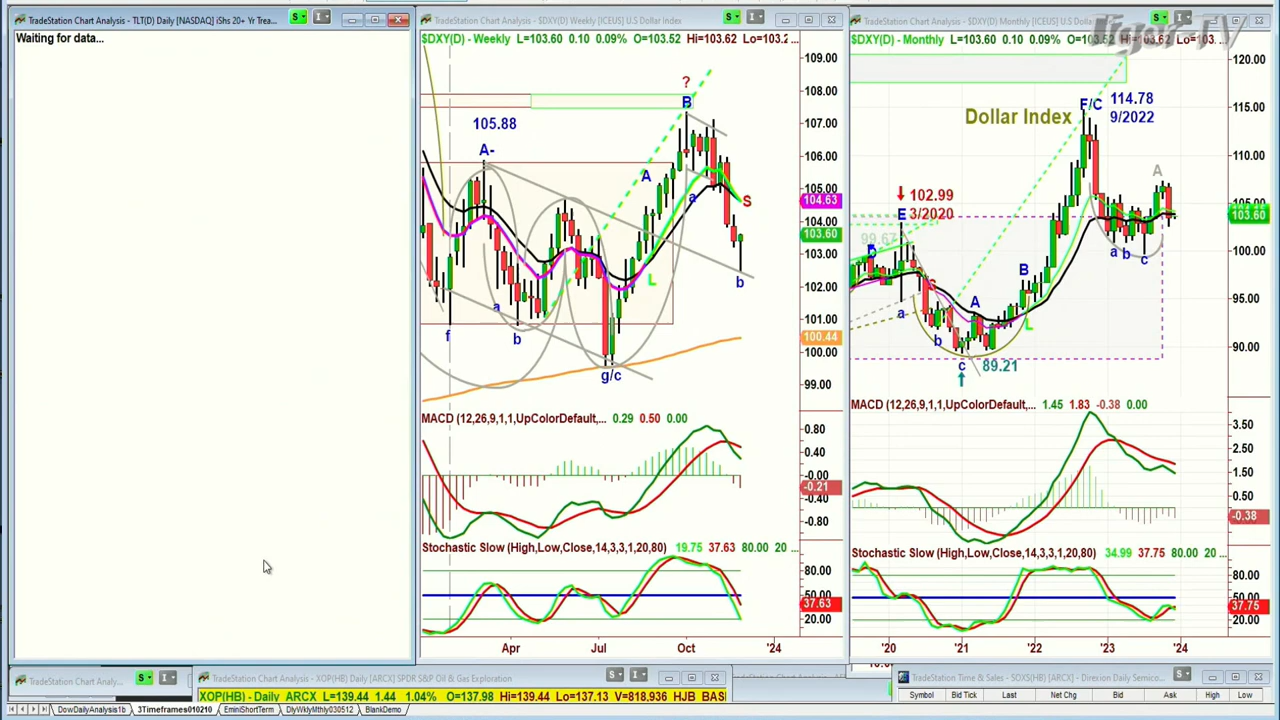 TradeStation Chart Analysis - TLT(D) Daily [NASDAQ] iShs 20+ Yr Trea...
S
I
Waiting for data...
TradeStation Chart Analysis - $DXY(D) Weekly [ICEUS] U.S Dollar Index
S
I
$DXY(D) - Weekly L=103.60 0.10 0.09% O=103.52 Hi=103.62 Lo=103.2...
109.00
108.00
107.00
106.00
105.00
104.63
104.00
103.60
103.00
102.00
101.00
100.44
100.00
99.00
?
B
105.88
A-
A
a
S
L
b
a
b
f
g/c
MACD (12,26,9,1,1,UpColorDefault,... 0.29 0.50 0.00
0.80
0.40
-0.00
-0.21
-0.40
-0.80
Stochastic Slow (High,Low,Close,14,3,3,1,20,80) 19.75 37.63 80.00 20 ...
80.00
50.00
37.63
20.00
Apr Jul Oct '24
TradeStation Chart Analysis - $DXY(D) Monthly [ICEUS] U.S Dolla
S
Tiger TV
$DXY(D) - Monthly L=103.60 0.10 0.09% O=103.52 Hi=103.62 Lo=103....
120.00
115.00
110.00
105.00
103.60
100.00
95.00
90.00
F/C 114.78
9/2022
Dollar Index
A
102.99
E 3/2020
99.67
D
S
B
A
a
b
c
L
a b c
89.21
MACD (12,26,9,1,1,UpColorDefault,... 1.45 1.83 -0.38 0.00
3.50
2.50
1.50
0.50
-0.38
Stochastic Slow (High,Low,Close,14,3,3,1,20,80) 34.99 37.75 80.00 20 ...
80.00
50.00
37.75
20.00
'20 '21 '22 '23 '24
TradeStation Chart Analysis
S
I
TradeStation Chart Analysis - XOP(HB) Daily [ARCX] SPDR S&P Oil & Gas Exploration
S
I
XOP(HB) - Daily ARCX L=139.44 1.44 1.04% O=137.98 Hi=139.44 Lo=137.13 V=818,936 HJB BASI
TradeStation Time & Sales - SOXS(HB) [ARCX] - Direxion Daily Semic...
S
Symbol Bid Tick Last Net Chg Bid Ask High Low
DowDailyAnalysis1b 3Timeframes010210 EminiShortTerm DlyWklyMthly030512 BlankDemo